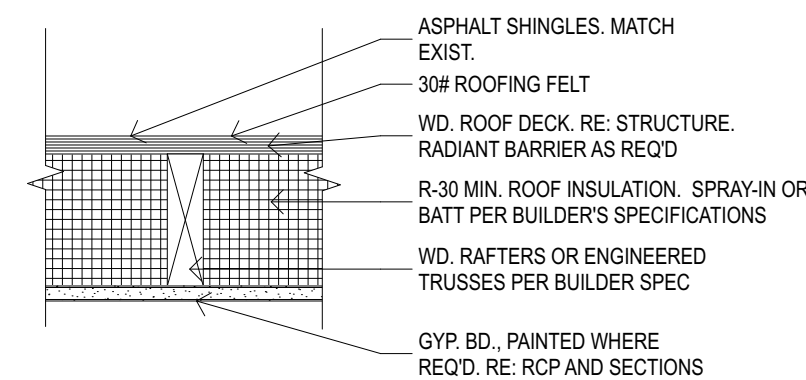 ASPHALT SHINGLES. MATCH
EXIST.
30# ROOFING FELT
WD. ROOF DECK. RE: STRUCTURE.
RADIANT BARRIER AS REQ'D
R-30 MIN. ROOF INSULATION. SPRAY-IN OR
BATT PER BUILDER'S SPECIFICATIONS
WD. RAFTERS OR ENGINEERED
TRUSSES PER BUILDER SPEC
GYP. BD., PAINTED WHERE
REQ'D. RE: RCP AND SECTIONS